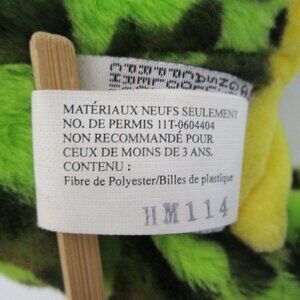 MATÉRIAUX NEUFS SEULEMENT
NO. DE PERMIS 11T-0604404
NON RECOMMANDÉ POUR
CEUX DE MOINS DE 3 ANS.
CONTENU :
Fibre de Polyester/Billes de plastique
HM114